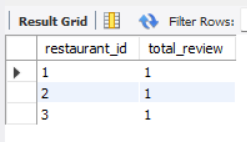 Result Grid Filter Rows:
restaurant_id total_review
1 1
2 1
3 1